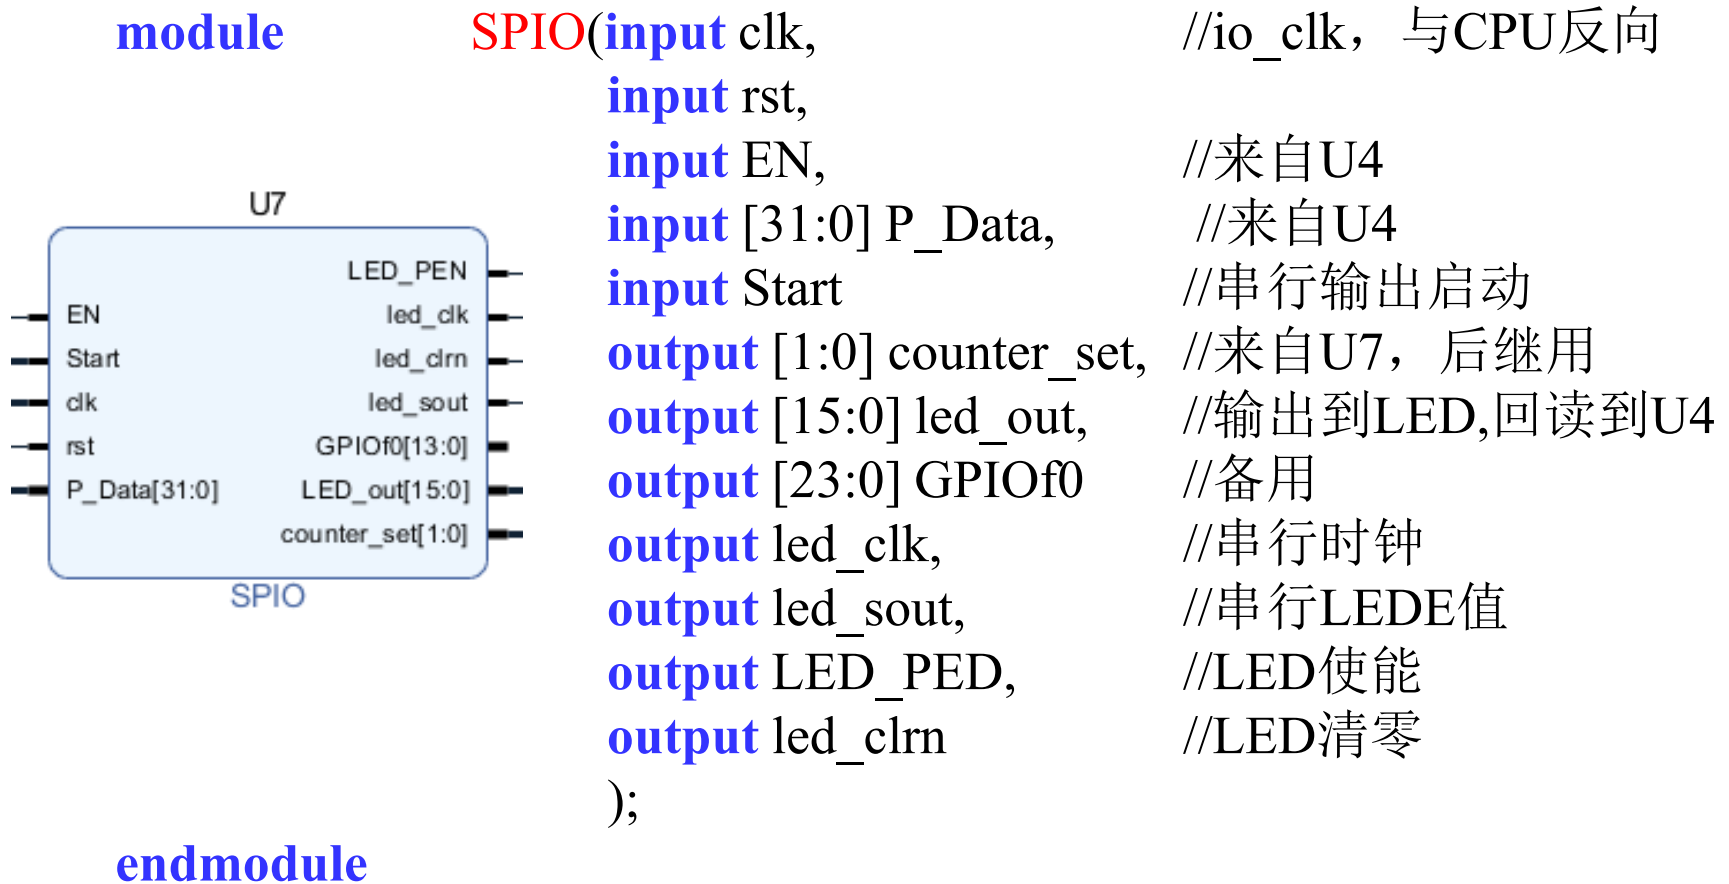 module SPIO(input clk, //io_clk，与CPU反向
input rst,
input EN, //来自U4
input [31:0] P_Data, //来自U4
input Start //串行输出启动
output [1:0] counter_set, //来自U7，后继用
output [15:0] led_out, //输出到LED,回读到U4
output [23:0] GPIOf0 //备用
output led_clk, //串行时钟
output led_sout, //串行LEDE值
output LED_PED, //LED使能
output led_clrn //LED清零
);
endmodule
U7
LED_PEN
EN led_clk
Start led_clrn
clk led_sout
rst GPIOf0[13:0]
P_Data[31:0] LED_out[15:0]
counter_set[1:0]
SPIO